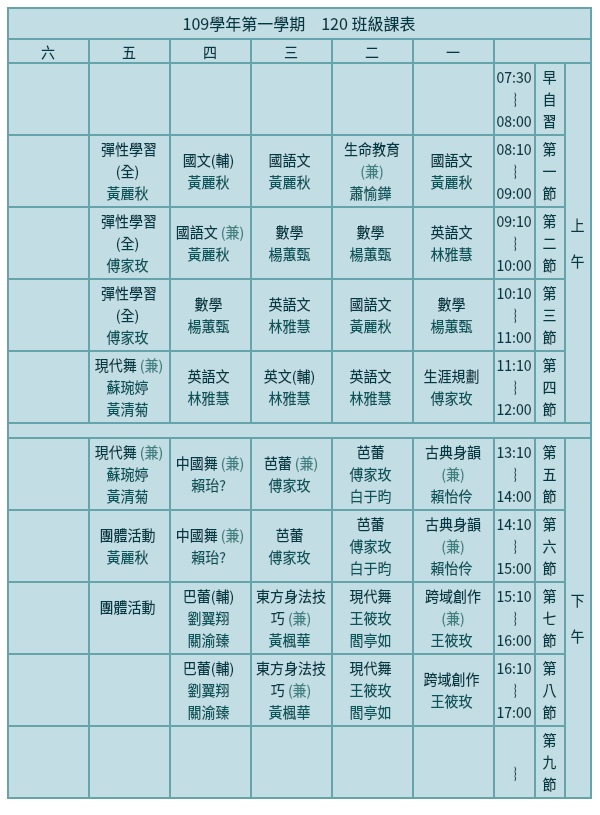 109學年第一學期　120 班級課表
六 五 四 三 二 一
07:30
｝
08:00
早
自
習
彈性學習
(全)
黃麗秋
國文(輔)
黃麗秋
國語文
黃麗秋
生命教育
(兼)
蕭愉鏵
國語文
黃麗秋
08:10
｝
09:00
第
一
節
彈性學習
(全)
傅家玫
國語文 (兼)
黃麗秋
數學
楊蕙甄
數學
楊蕙甄
英語文
林雅慧
09:10
｝
10:00
第
二
節
上
午
彈性學習
(全)
傅家玫
數學
楊蕙甄
英語文
林雅慧
國語文
黃麗秋
數學
楊蕙甄
10:10
｝
11:00
第
三
節
現代舞 (兼)
蘇琬婷
黃清菊
英語文
林雅慧
英文(輔)
林雅慧
英語文
林雅慧
生涯規劃
傅家玫
11:10
｝
12:00
第
四
節
現代舞 (兼)
蘇琬婷
黃清菊
中國舞 (兼)
賴珆?
芭蕾 (兼)
傅家玫
芭蕾
傅家玫
白于昀
古典身韻
(兼)
賴怡伶
13:10
｝
14:00
第
五
節
團體活動
黃麗秋
中國舞 (兼)
賴珆?
芭蕾
傅家玫
芭蕾
傅家玫
白于昀
古典身韻
(兼)
賴怡伶
14:10
｝
15:00
第
六
節
團體活動
巴蕾(輔)
劉翼翔
關渝臻
東方身法技
巧 (兼)
黃楓華
現代舞
王筱玫
閻亭如
跨域創作
(兼)
王筱玫
15:10
｝
16:00
第
七
節
下
午
巴蕾(輔)
劉翼翔
關渝臻
東方身法技
巧 (兼)
黃楓華
現代舞
王筱玫
閻亭如
跨域創作
王筱玫
16:10
｝
17:00
第
八
節
｝
第
九
節